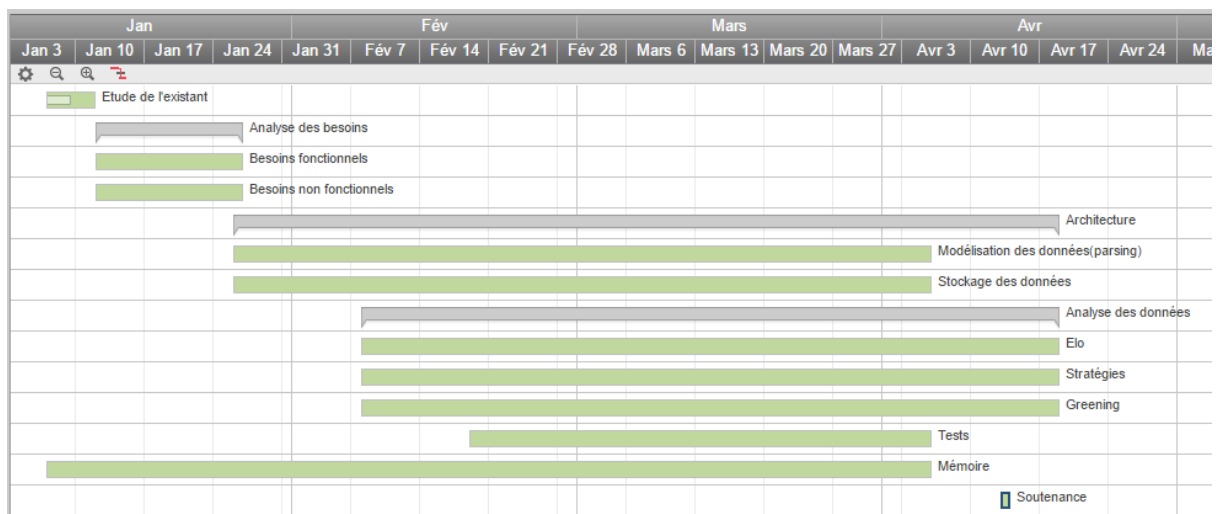 Jan Fév Mars Avr
Jan 3 Jan 10 Jan 17 Jan 24 Jan 31 Fév 7 Fév 14 Fév 21 Fév 28 Mars 6 Mars 13 Mars 20 Mars 27 Avr 3 Avr 10 Avr 17 Avr 24 Ma
Etude de l'existant
Analyse des besoins
Besoins fonctionnels
Besoins non fonctionnels
Architecture
Modélisation des données(parsing)
Stockage des données
Analyse des données
Elo
Stratégies
Greening
Tests
Mémoire
Soutenance